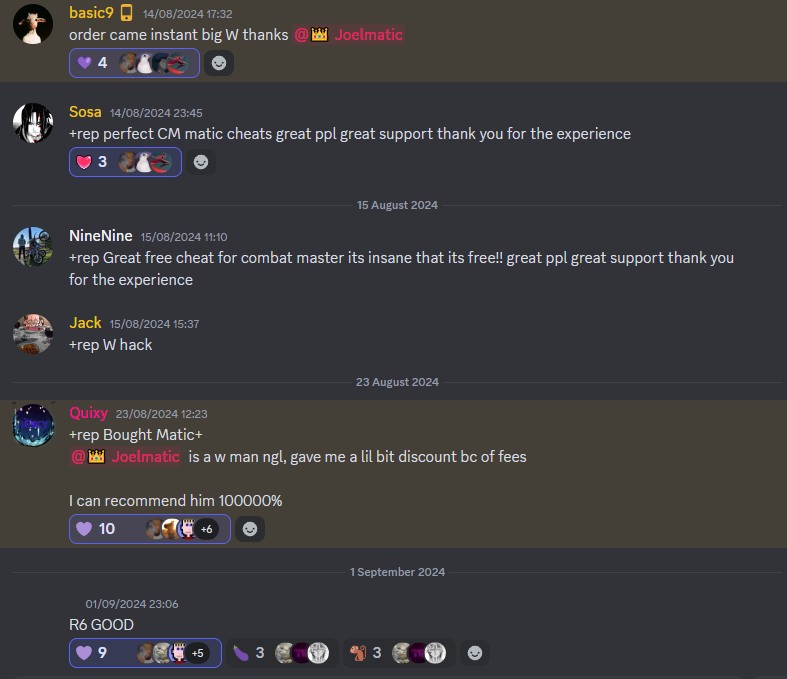 basic9 14/08/2024 17:32
order came instant big W thanks @👑 Joelmatic
4
Sosa 14/08/2024 23:45
+rep perfect CM matic cheats great ppl great support thank you for the experience
3
15 August 2024
NineNine 15/08/2024 11:10
+rep Great free cheat for combat master its insane that its free!! great ppl great support thank you
for the experience
Jack 15/08/2024 15:37
+rep W hack
23 August 2024
Quixy 23/08/2024 12:23
+rep Bought Matic+
@👑 Joelmatic is a w man ngl, gave me a lil bit discount bc of fees
I can recommend him 100000%
10 +6
1 September 2024
01/09/2024 23:06
R6 GOOD
9 +5 3 3